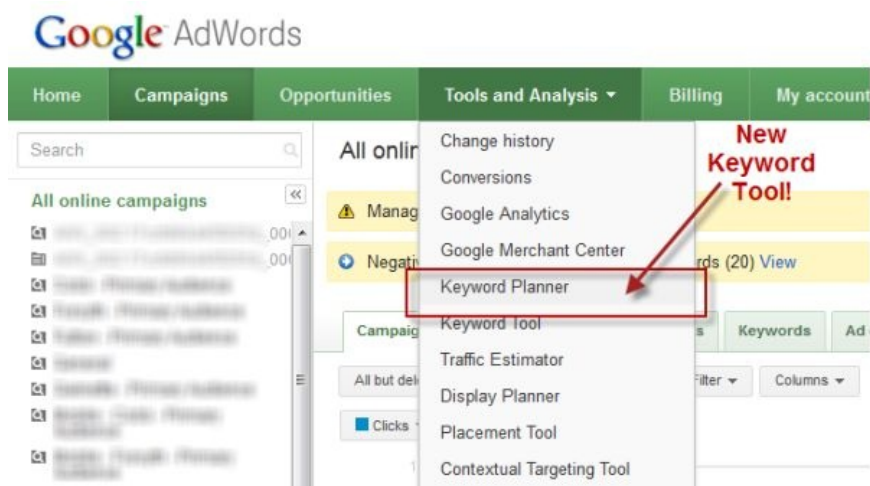 Google AdWords
Home Campaigns Opportunities Tools and Analysis Billing My account
Search
All online campaigns
All onlin
Change history
Conversions
Google Analytics
Google Merchant Center
Keyword Planner
Keyword Tool
Traffic Estimator
Display Planner
Placement Tool
Contextual Targeting Tool
New
Keyword
Tool!
Manag
Negativ rds (20) View
Campaig s Keywords Ad
All but del Filter Columns
Clicks